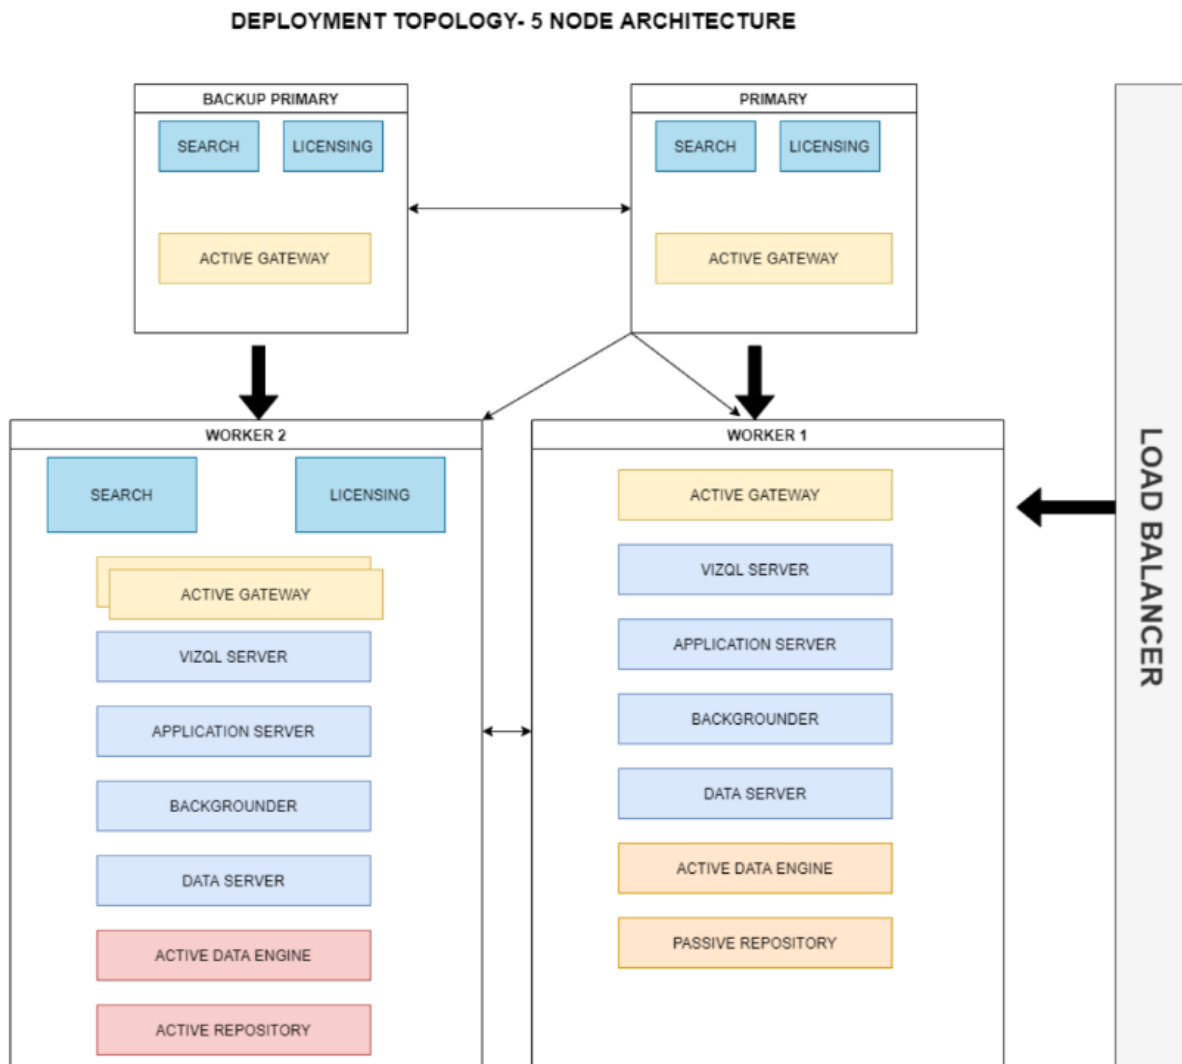 DEPLOYMENT TOPOLOGY- 5 NODE ARCHITECTURE
BACKUP PRIMARY
SEARCH
LICENSING
ACTIVE GATEWAY
PRIMARY
SEARCH
LICENSING
ACTIVE GATEWAY
WORKER 2
SEARCH
LICENSING
ACTIVE GATEWAY
VIZQL SERVER
APPLICATION SERVER
BACKGROUNDER
DATA SERVER
ACTIVE DATA ENGINE
ACTIVE REPOSITORY
WORKER 1
ACTIVE GATEWAY
VIZQL SERVER
APPLICATION SERVER
BACKGROUNDER
DATA SERVER
ACTIVE DATA ENGINE
PASSIVE REPOSITORY
LOAD BALANCER